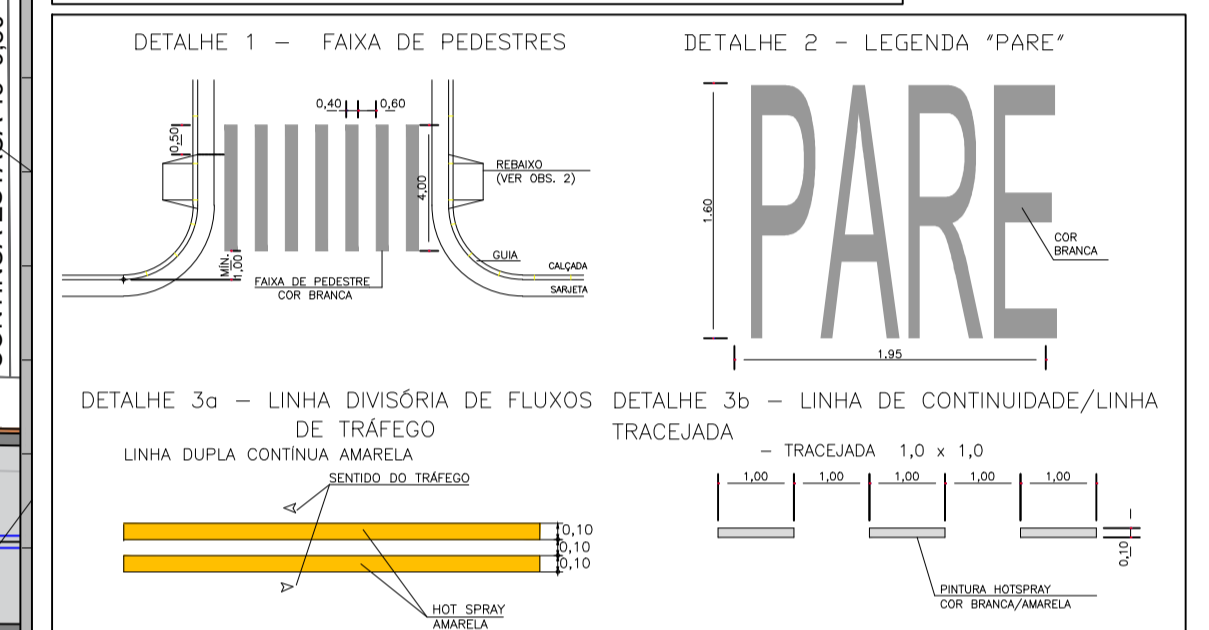 DETALHE 1 – FAIXA DE PEDESTRES
0,40
0,60
0,50
4,00
REBAIXO
(VER OBS. 2)
MÍN.
1,00
GUIA
CALÇADA
SARJETA
FAIXA DE PEDESTRE
COR BRANCA
DETALHE 2 - LEGENDA "PARE"
PARE
1.60
1.95
COR
BRANCA
DETALHE 3a – LINHA DIVISÓRIA DE FLUXOS
DE TRÁFEGO
LINHA DUPLA CONTÍNUA AMARELA
SENTIDO DO TRÁFEGO
0,10
0,10
0,10
HOT SPRAY
AMARELA
DETALHE 3b – LINHA DE CONTINUIDADE/LINHA
TRACEJADA
– TRACEJADA 1,0 x 1,0
1,00 1,00 1,00 1,00 1,00
0,10
PINTURA HOTSPRAY
COR BRANCA/AMARELA